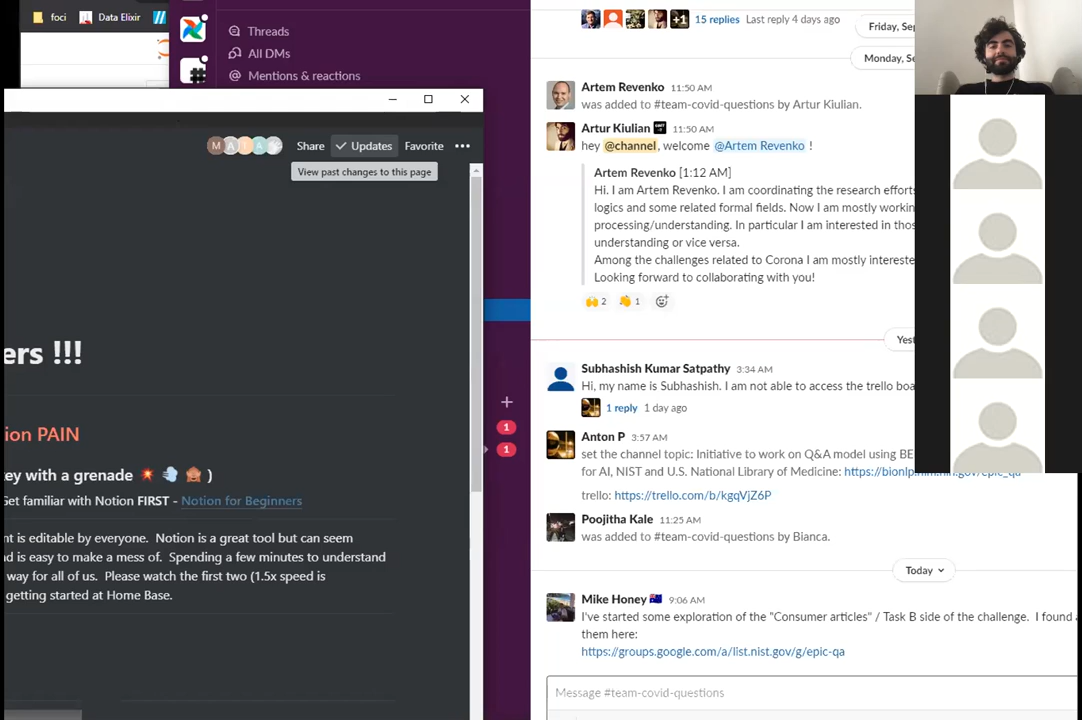 foci
Data Elixir
Threads
All DMs
Mentions & reactions
Share
Updates
Favorite
View past changes to this page
ers !!!
ion PAIN
ey with a grenade 💥 💨 🙈 )
Get familiar with Notion FIRST - Notion for Beginners
nt is editable by everyone. Notion is a great tool but can seem
nd is easy to make a mess of. Spending a few minutes to understand
way for all of us. Please watch the first two (1.5x speed is
getting started at Home Base.
+
1
1
+1
15 replies Last reply 4 days ago
Friday, Sep
Monday, Se
Artem Revenko 11:50 AM
was added to #team-covid-questions by Artur Kiulian.
Artur Kiulian 11:50 AM
hey @channel, welcome @Artem Revenko !
Artem Revenko [1:12 AM]
Hi. I am Artem Revenko. I am coordinating the research efforts
logics and some related formal fields. Now I am mostly workin
processing/understanding. In particular I am interested in thos
understanding or vice versa.
Among the challenges related to Corona I am mostly intereste
Looking forward to collaborating with you!
🙌 2 👏 1
Yest
Subhashish Kumar Satpathy 3:34 AM
Hi, my name is Subhashish. I am not able to access the trello boa
1 reply 1 day ago
Anton P 3:57 AM
set the channel topic: Initiative to work on Q&A model using BE
for AI, NIST and U.S. National Library of Medicine: https://bionlp.nlm.nih.gov/epic_qa
trello: https://trello.com/b/kgqVjZ6P
Poojitha Kale 11:25 AM
was added to #team-covid-questions by Bianca.
Today
Mike Honey 🇦🇺 9:06 AM
I've started some exploration of the "Consumer articles" / Task B side of the challenge. I found a
them here:
https://groups.google.com/a/list.nist.gov/g/epic-qa
Message #team-covid-questions